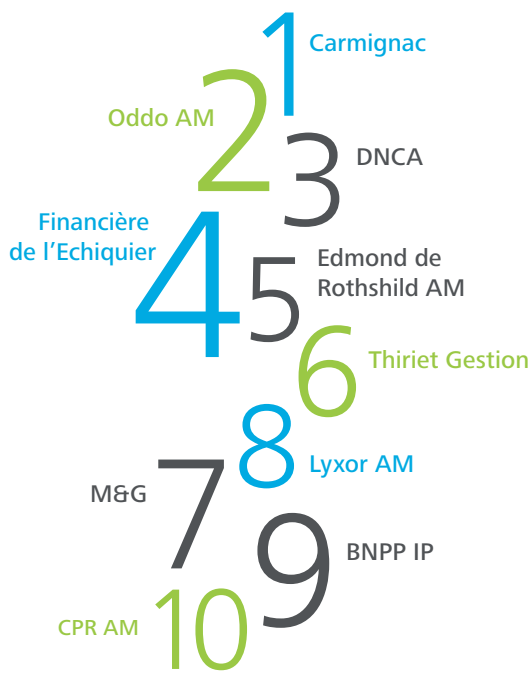 1
Carmignac
2
Oddo AM
3
DNCA
4
Financière
de l’Echiquier
5
Edmond de
Rothshild AM
6
Thiriet Gestion
8
Lyxor AM
7
M&G
9
BNPP IP
10
CPR AM